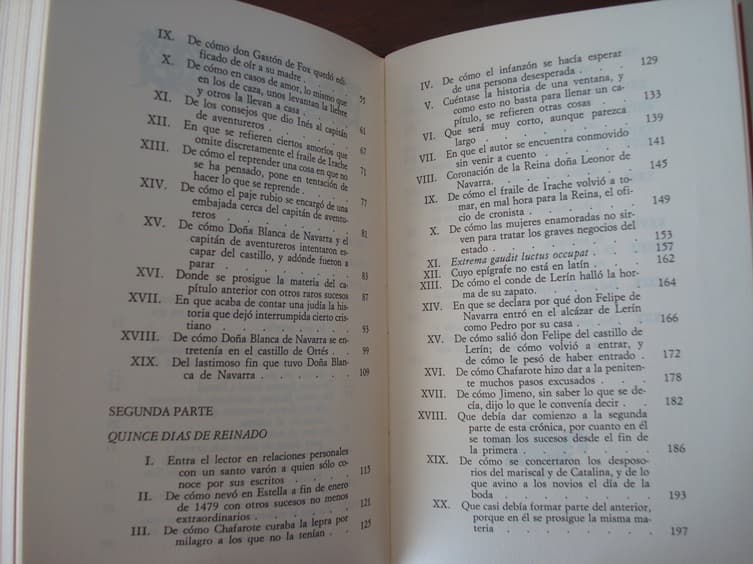 IX. De cómo don Gastón de Fox quedó edi-
ficado de oír a su madre . . . . . 55
X. De cómo en casos de amor, lo mismo que
en los de caza, unos levantan la liebre
y otros la llevan a casa . . . . 61
XI. De los consejos que dio Inés al capitán
de aventureros . . . . . 67
XII. En que se refieren ciertos amoríos que
omite discretamente el fraile de Irache 71
XIII. De cómo el reprender una cosa en que no
se ha pensado, pone en tentación de
hacer lo que se reprende . . . . 77
XIV. De cómo el paje rubio se encargó de una
embajada cerca del capitán de aventu-
reros . . . . . 81
XV. De cómo Doña Blanca de Navarra y el
capitán de aventureros intentaron es-
capar del castillo, y adónde fueron a
parar . . . . . 83
XVI. Donde se prosigue la materia del ca-
pítulo anterior con otros raros sucesos 87
XVII. En que acaba de contar una judía la his-
toria que dejó interrumpida cierto cris-
tiano . . . . . 93
XVIII. De cómo Doña Blanca de Navarra se en-
tretenía en el castillo de Ortés . . . 99
XIX. Del lastimoso fin que tuvo Doña Blan-
ca de Navarra . . . . . 109
SEGUNDA PARTE
QUINCE DIAS DE REINADO
I. Entra el lector en relaciones personales
con un santo varón a quien sólo co-
noce por sus escritos . . . . 115
II. De cómo nevó en Estella a fin de enero
de 1479 con otros sucesos no menos
extraordinarios . . . . . 121
III. De cómo Chafarote curaba la lepra por
milagro a los que no la tenían . . . 125
IV. De cómo el infanzón se hacía esperar
de una persona desesperada . . . 129
V. Cuéntase la historia de una ventana, y
como esto no basta para llenar un ca-
pítulo, se refieren otras cosas . . . 133
VI. Que será muy corto, aunque parezca
largo . . . . . 139
VII. En que el autor se encuentra conmovido
sin venir a cuento . . . . . 141
VIII. Coronación de la Reina doña Leonor de
Navarra . . . . . 145
IX. De cómo el fraile de Irache volvió a to-
mar, en mal hora para la Reina, el ofi-
cio de cronista . . . . . 149
X. De cómo las mujeres enamoradas no sir-
ven para tratar los graves negocios del
estado . . . . . 153
XI. Extrema gaudit luctus occupat . . . 157
XII. Cuyo epígrafe no está en latín . . . 162
XIII. De cómo el conde de Lerín halló la hor-
ma de su zapato . . . . . 164
XIV. En que se declara por qué don Felipe de
Navarra entró en el alcázar de Lerín
como Pedro por su casa . . . . 166
XV. De cómo salió don Felipe del castillo de
Lerín; de cómo volvió a entrar, y
de cómo le pesó de haber entrado . . 172
XVI. De cómo Chafarote hizo dar a la peniten-
te muchos pasos excusados . . . 178
XVII. De cómo Jimeno, sin saber lo que se de-
cía, dijo lo que le convenía decir . . 182
XVIII. Que debía dar comienzo a la segunda
parte de esta crónica, por cuanto en él
se toman los sucesos desde el fin de
la primera . . . . . 186
XIX. De cómo se concertaron los desposo-
rios del mariscal y de Catalina, y de lo
que avino a los novios el día de la
boda . . . . . 193
XX. Que casi debía formar parte del anterior,
porque en él se prosigue la misma ma-
teria . . . . . 197